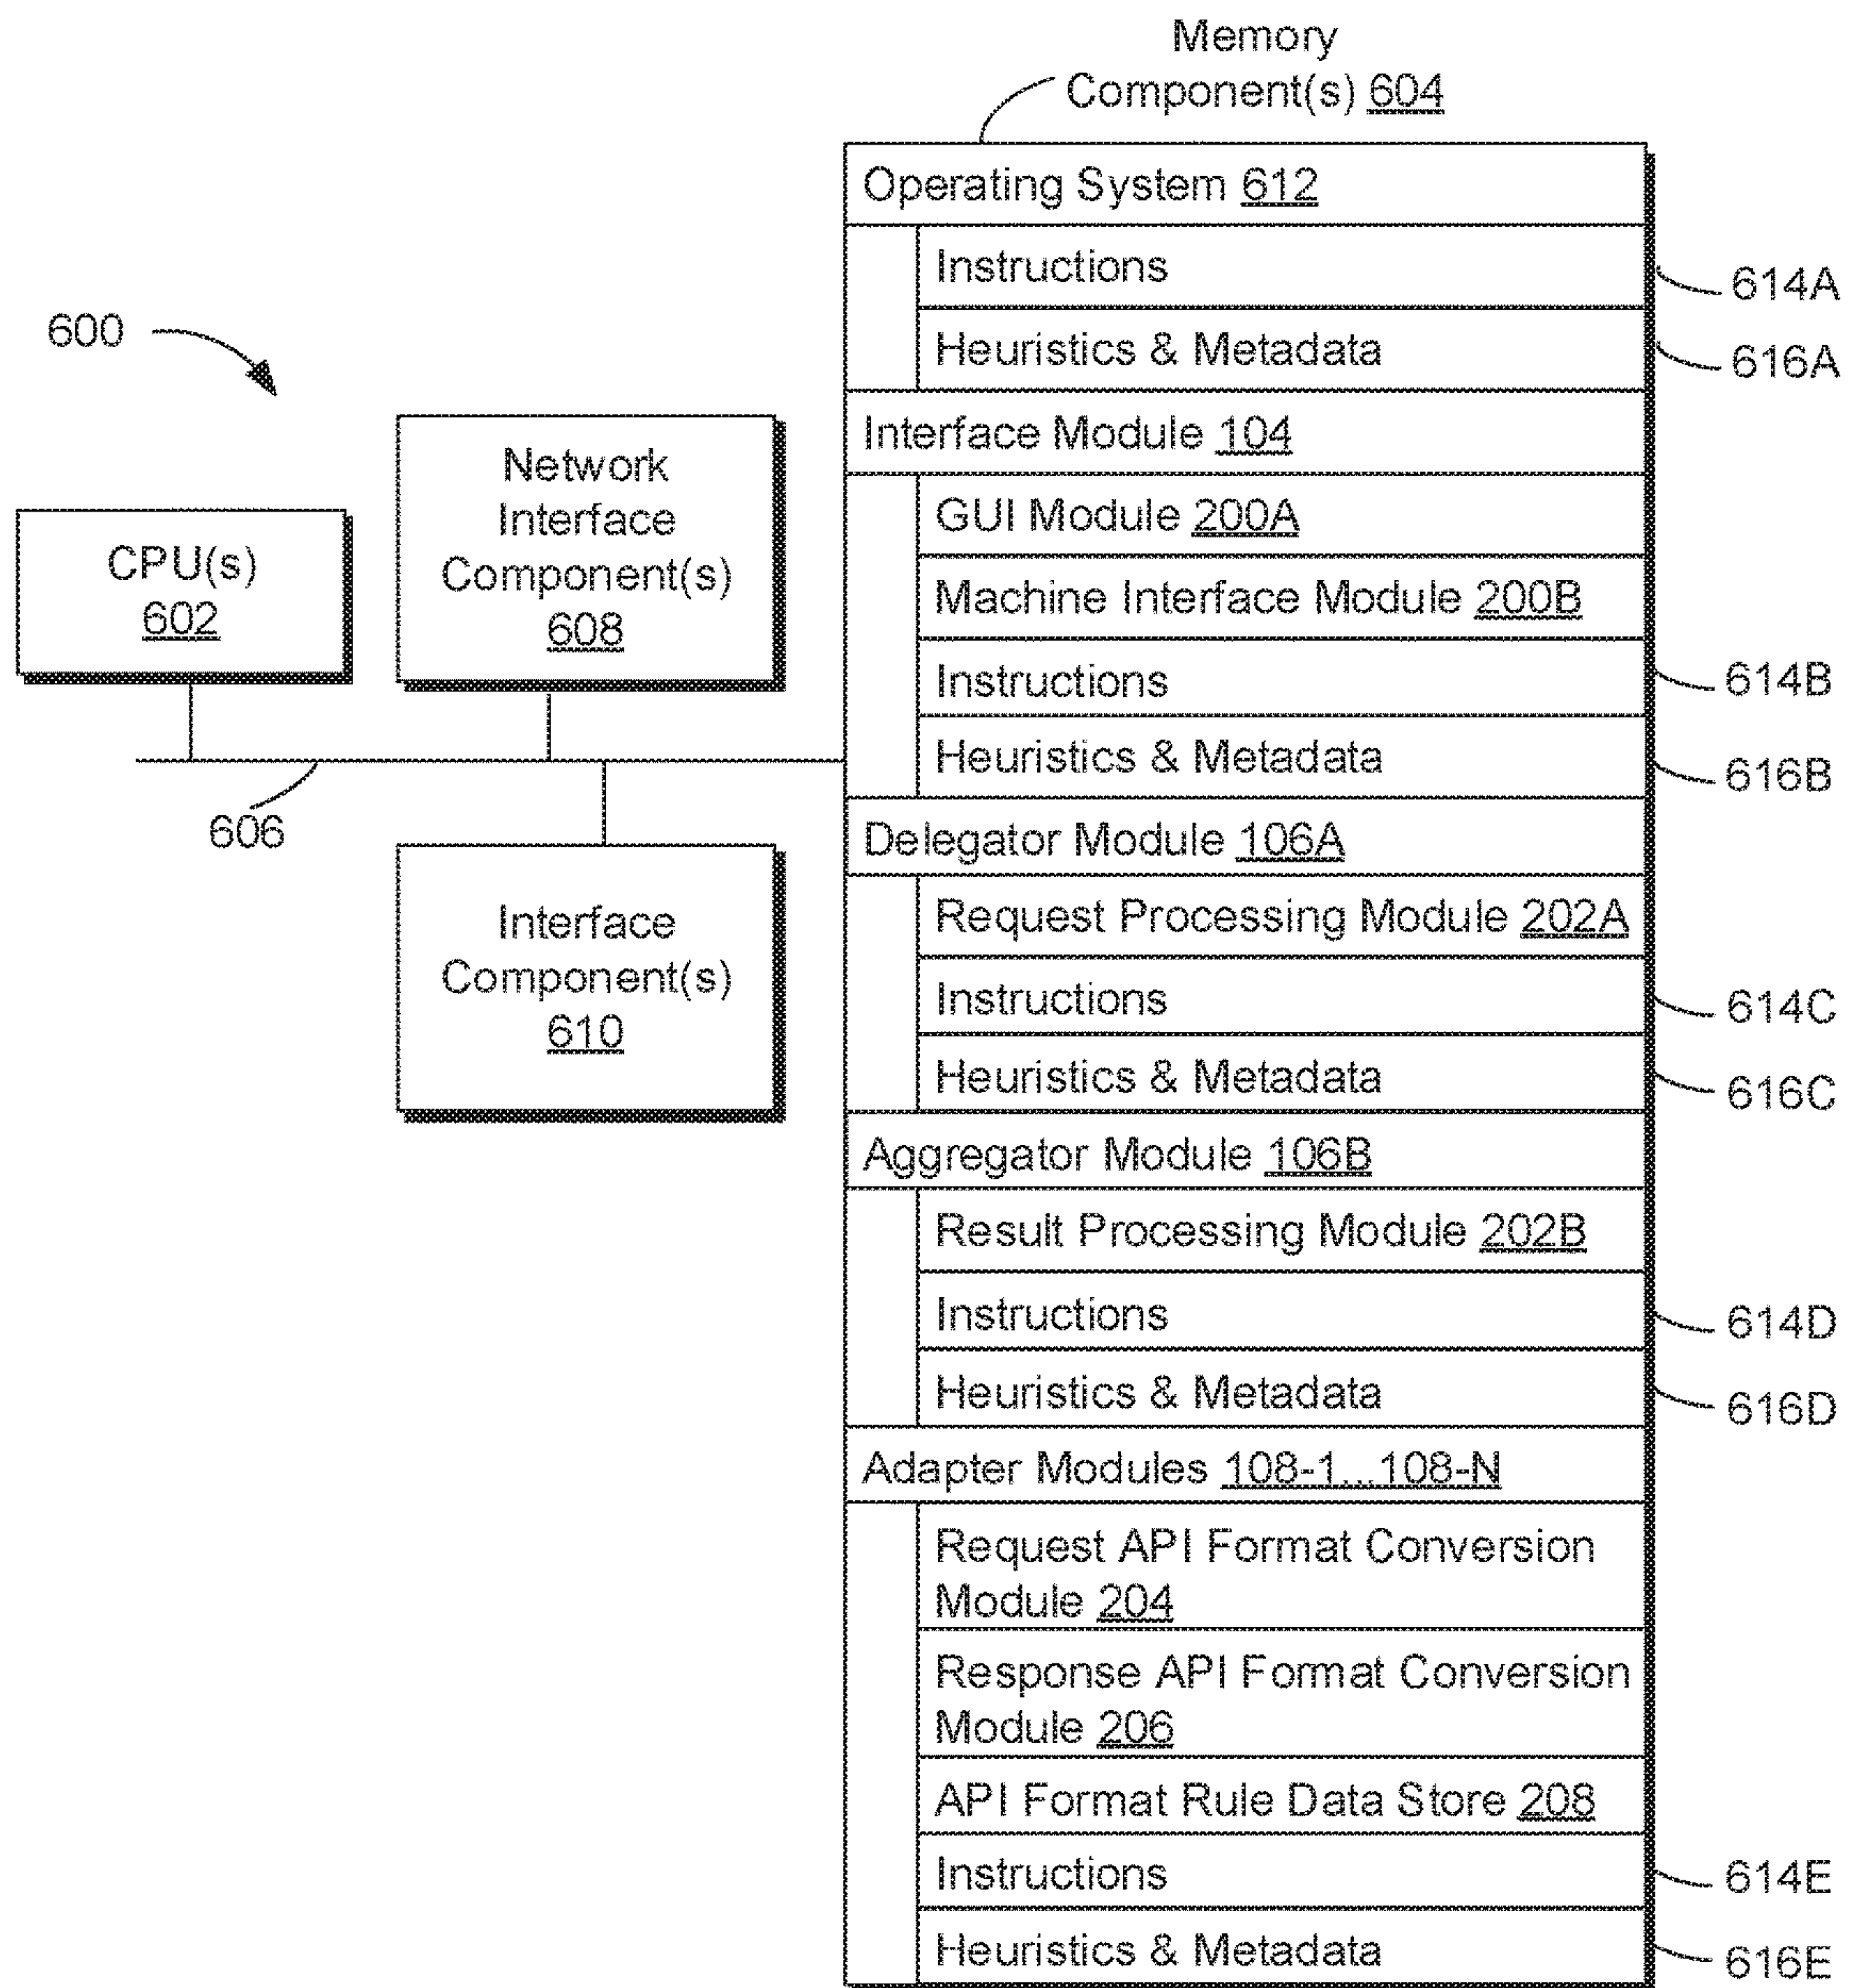 Memory
Component(s) 604
Operating System 612
Instructions
614A
Heuristics & Metadata
616A
600
Interface Module 104
Network
Interface
Component(s)
608
GUI Module 200A
CPU(s)
602
Machine Interface Module 200B
Instructions
614B
Heuristics & Metadata
616B
606
Delegator Module 106A
Interface
Component(s)
610
Request Processing Module 202A
Instructions
614C
Heuristics & Metadata
616C
Aggregator Module 106B
Result Processing Module 202B
Instructions
614D
Heuristics & Metadata
616D
Adapter Modules 108-1...108-N
Request API Format Conversion
Module 204
Response API Format Conversion
Module 206
API Format Rule Data Store 208
Instructions
614E
Heuristics & Metadata
616E